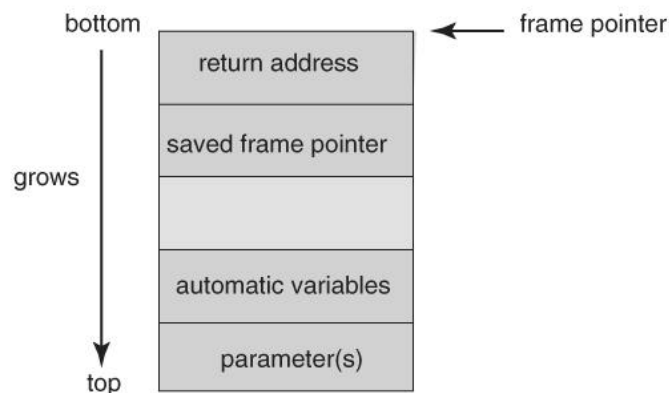 bottom
frame pointer
return address
saved frame pointer
grows
automatic variables
parameter(s)
top